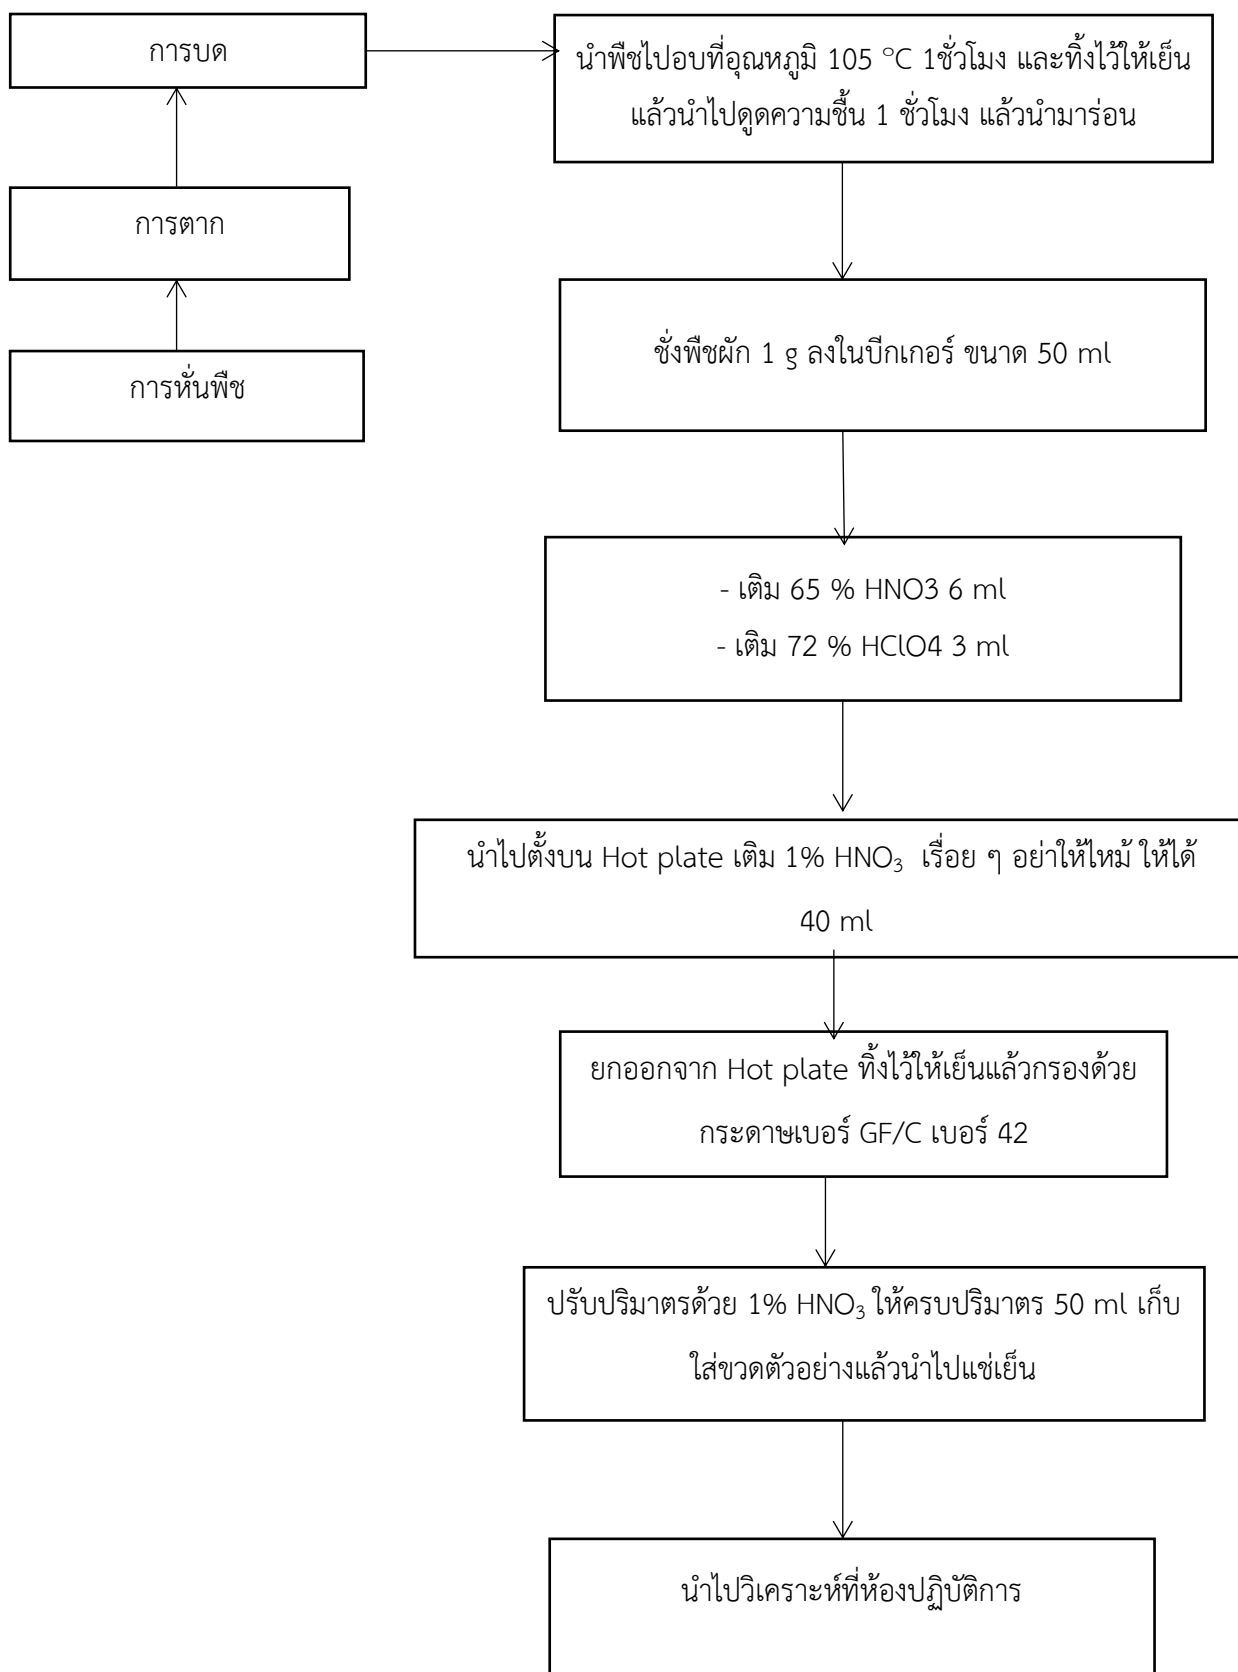 การบด
นำพืชไปอบที่อุณหภูมิ 105 °C 1ชั่วโมง และทิ้งไว้ให้เย็น
แล้วนำไปดูดความชื้น 1 ชั่วโมง แล้วนำมาร่อน
การตาก
การหั่นพืช
ชั่งพืชผัก 1 g ลงในบีกเกอร์ ขนาด 50 ml
- เติม 65 % HNO3 6 ml
- เติม 72 % HClO4 3 ml
นำไปตั้งบน Hot plate เติม 1% HNO₃ เรื่อย ๆ อย่าให้ไหม้ ให้ได้
40 ml
ยกออกจาก Hot plate ทิ้งไว้ให้เย็นแล้วกรองด้วย
กระดาษเบอร์ GF/C เบอร์ 42
ปรับปริมาตรด้วย 1% HNO₃ ให้ครบปริมาตร 50 ml เก็บ
ใส่ขวดตัวอย่างแล้วนำไปแช่เย็น
นำไปวิเคราะห์ที่ห้องปฏิบัติการ